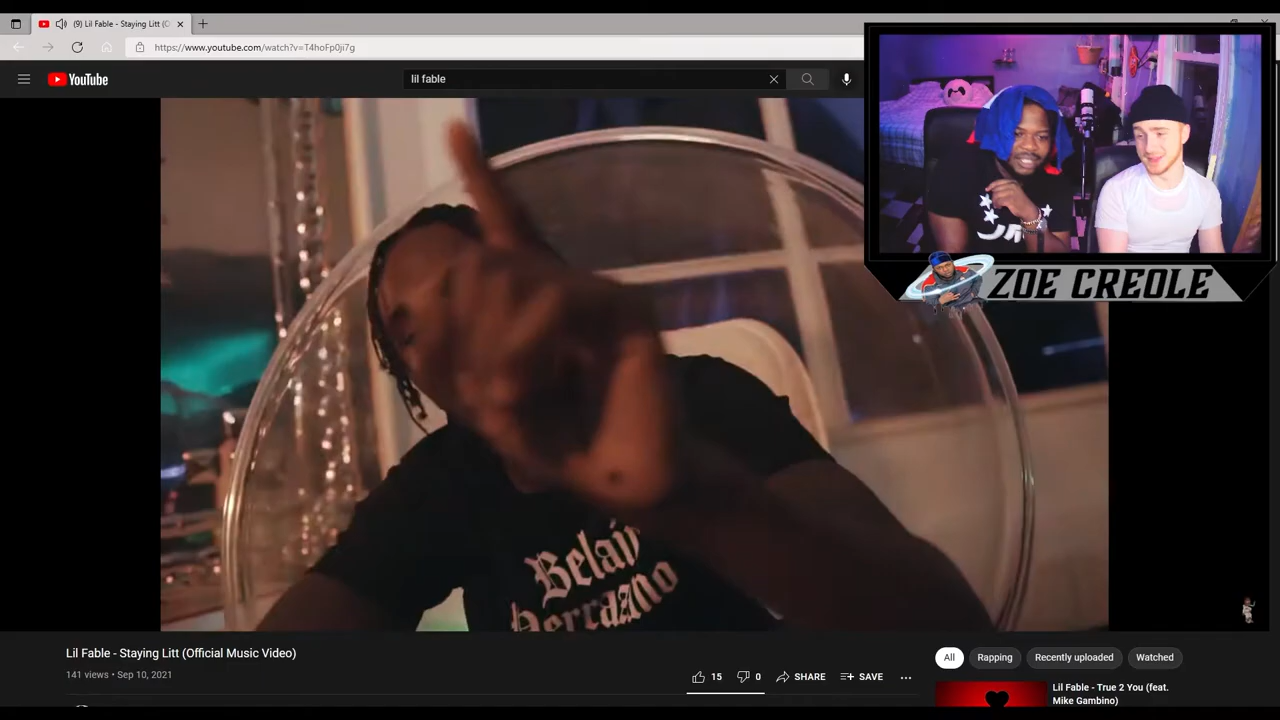 (9) Lil Fable - Staying Litt (O
https://www.youtube.com/watch?v=T4hoFp0ji7g
YouTube
lil fable
ZOE CREOLE
Belair
Lil Fable - Staying Litt (Official Music Video)
141 views • Sep 10, 2021
15
0
SHARE
SAVE
All
Rapping
Recently uploaded
Watched
Lil Fable - True 2 You (feat.
Mike Gambino)